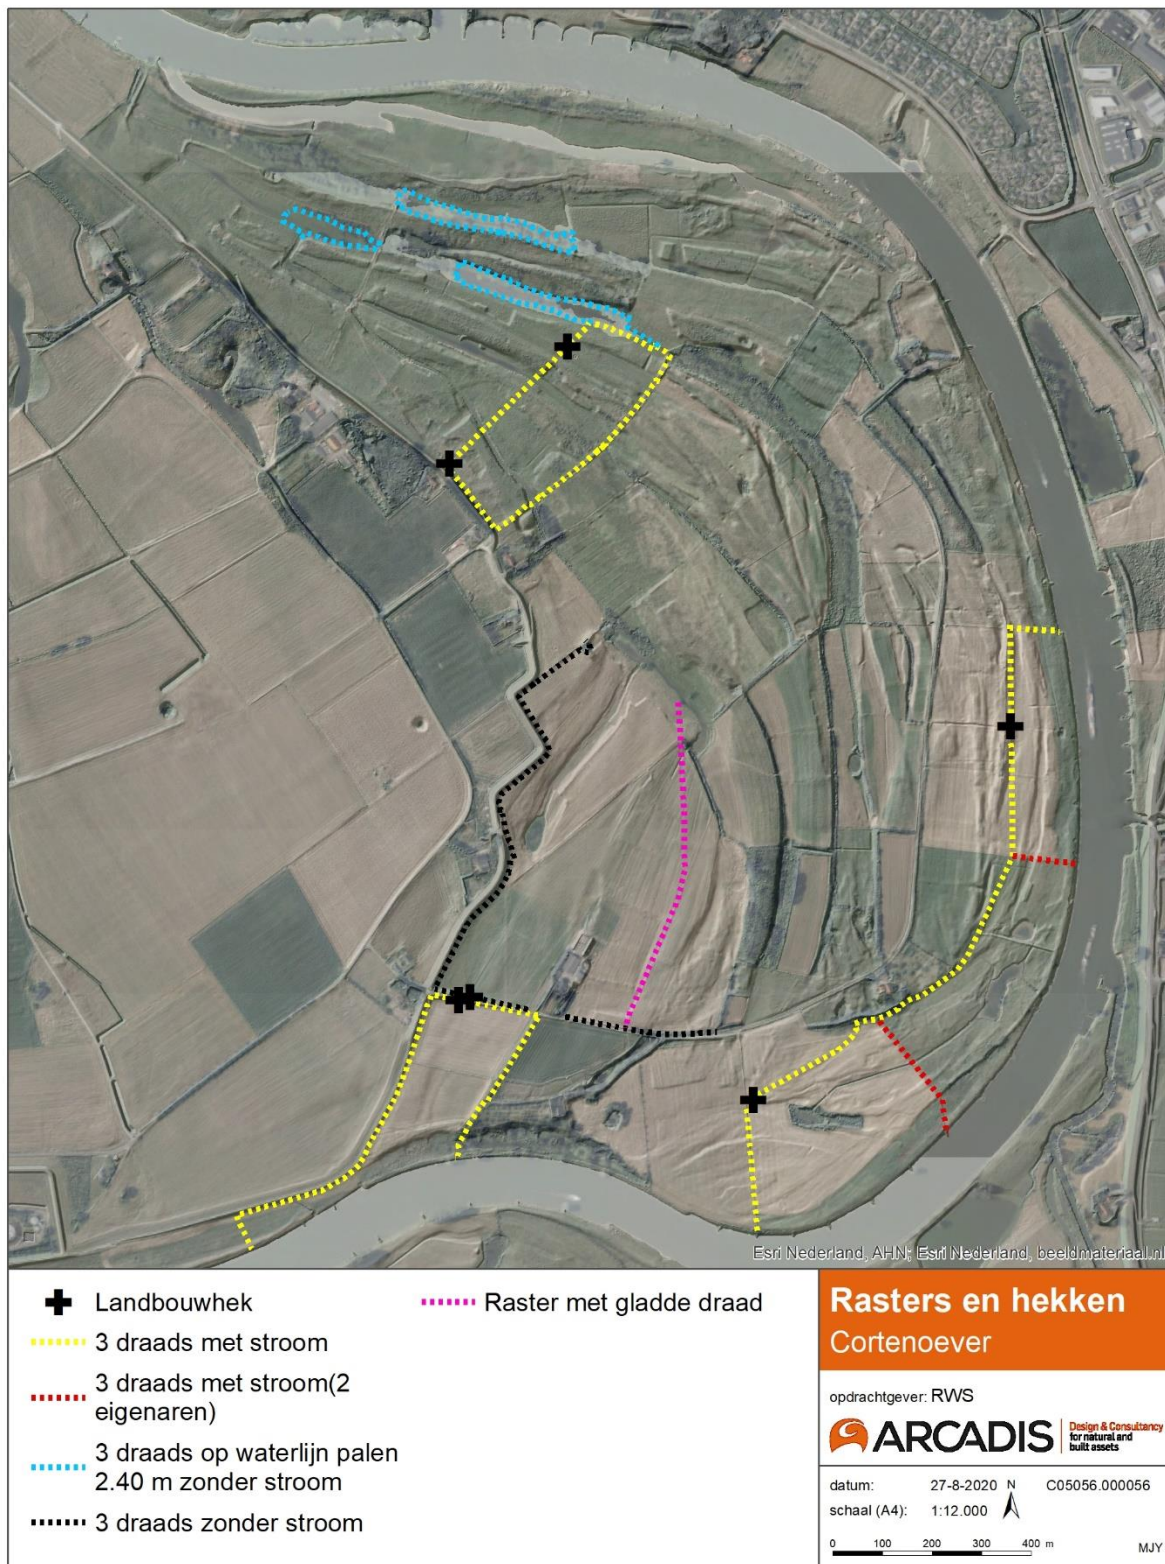 Esri Nederland, AHN; Esri Nederland, beeldmateriaal.nl
Landbouwhek
3 draads met stroom
3 draads met stroom(2
eigenaren)
3 draads op waterlijn palen
2.40 m zonder stroom
3 draads zonder stroom
Raster met gladde draad
Rasters en hekken
Cortenoever
opdrachtgever: RWS
ARCADIS
Design & Consultancy
for natural and
built assets
datum: 27-8-2020 N C05056.000056
schaal (A4): 1:12.000
0 100 200 300 400 m
MJY